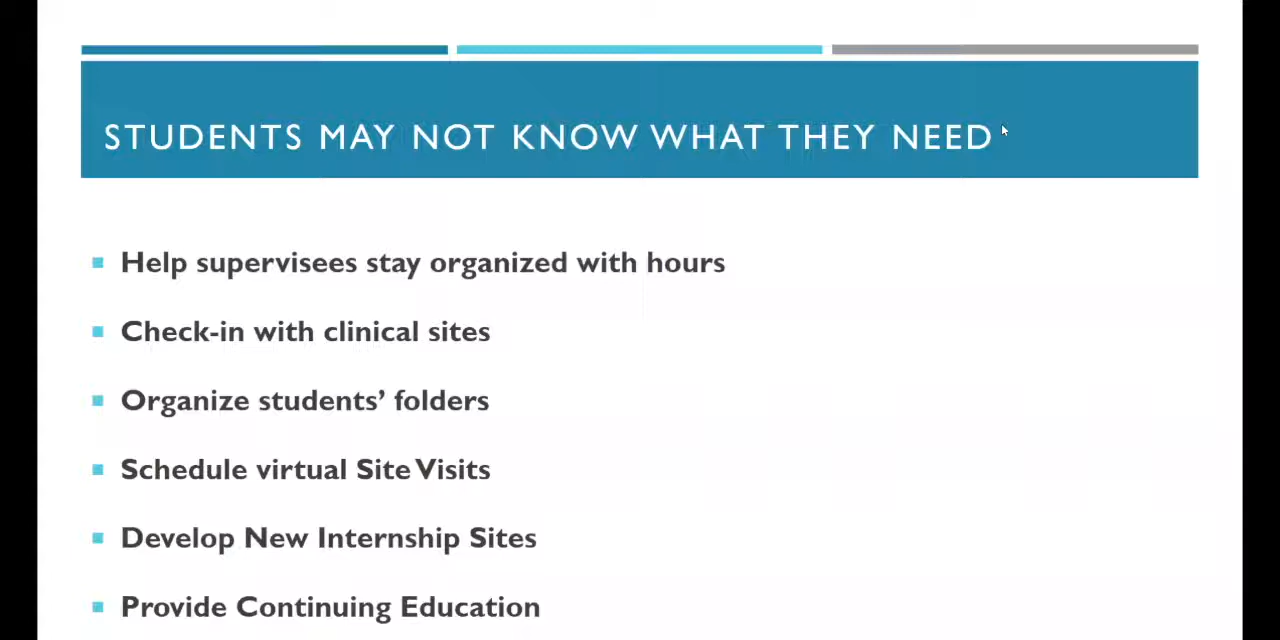 STUDENTS MAY NOT KNOW WHAT THEY NEED
Help supervisees stay organized with hours
Check-in with clinical sites
Organize students’ folders
Schedule virtual Site Visits
Develop New Internship Sites
Provide Continuing Education